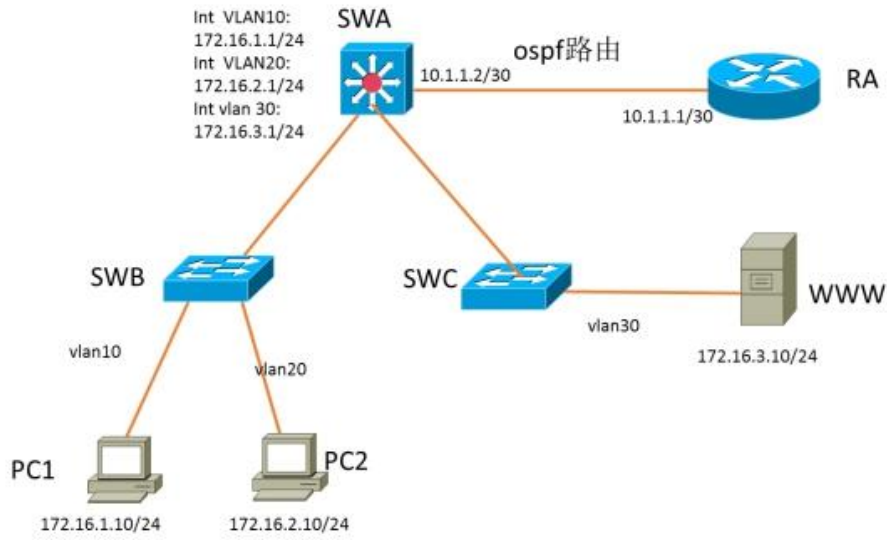 Int VLAN10:
172.16.1.1/24
Int VLAN20:
172.16.2.1/24
Int vlan 30:
172.16.3.1/24
SWA
ospf路由
10.1.1.2/30
10.1.1.1/30
RA
SWB
SWC
WWW
vlan30
172.16.3.10/24
vlan10
vlan20
PC1
PC2
172.16.1.10/24
172.16.2.10/24